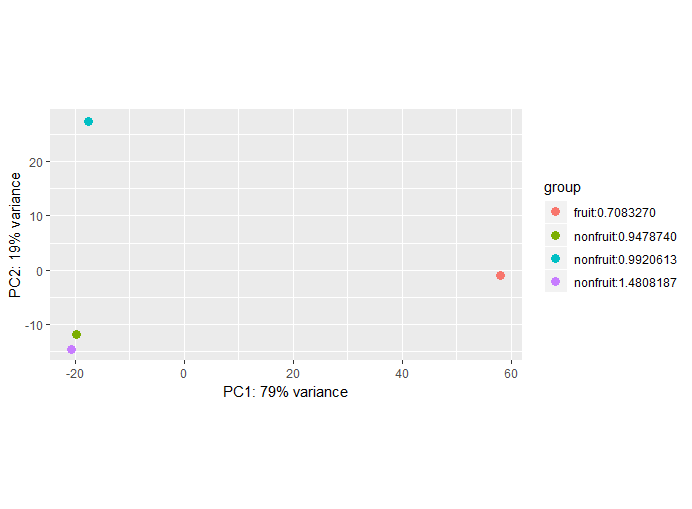 20
10
0
-10
PC2: 19% variance
-20
0
20
40
60
PC1: 79% variance
group
fruit:0.7083270
nonfruit:0.9478740
nonfruit:0.9920613
nonfruit:1.4808187